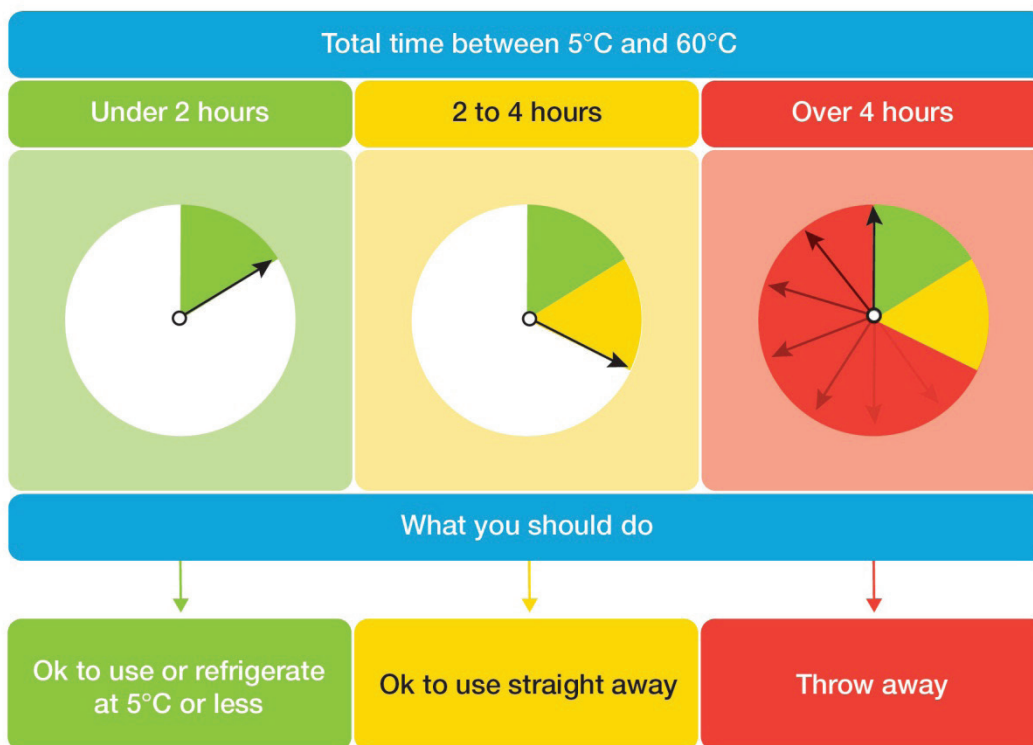 Total time between 5°C and 60°C
Under 2 hours
2 to 4 hours
Over 4 hours
What you should do
Ok to use or refrigerate
at 5°C or less
Ok to use straight away
Throw away